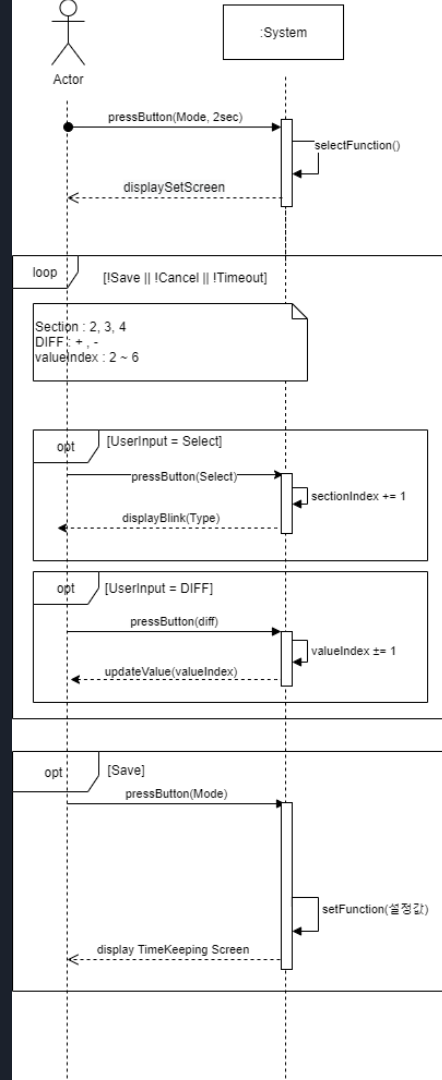 :System
Actor
pressButton(Mode, 2sec)
selectFunction()
displaySetScreen
loop
[!Save || !Cancel || !Timeout]
Section : 2, 3, 4
DIFF : + , -
valueIndex : 2 ~ 6
opt
[UserInput = Select]
pressButton(Select)
sectionIndex += 1
displayBlink(Type)
opt
[UserInput = DIFF]
pressButton(diff)
valueIndex ±= 1
updateValue(valueIndex)
opt
[Save]
pressButton(Mode)
setFunction(설정값)
display TimeKeeping Screen